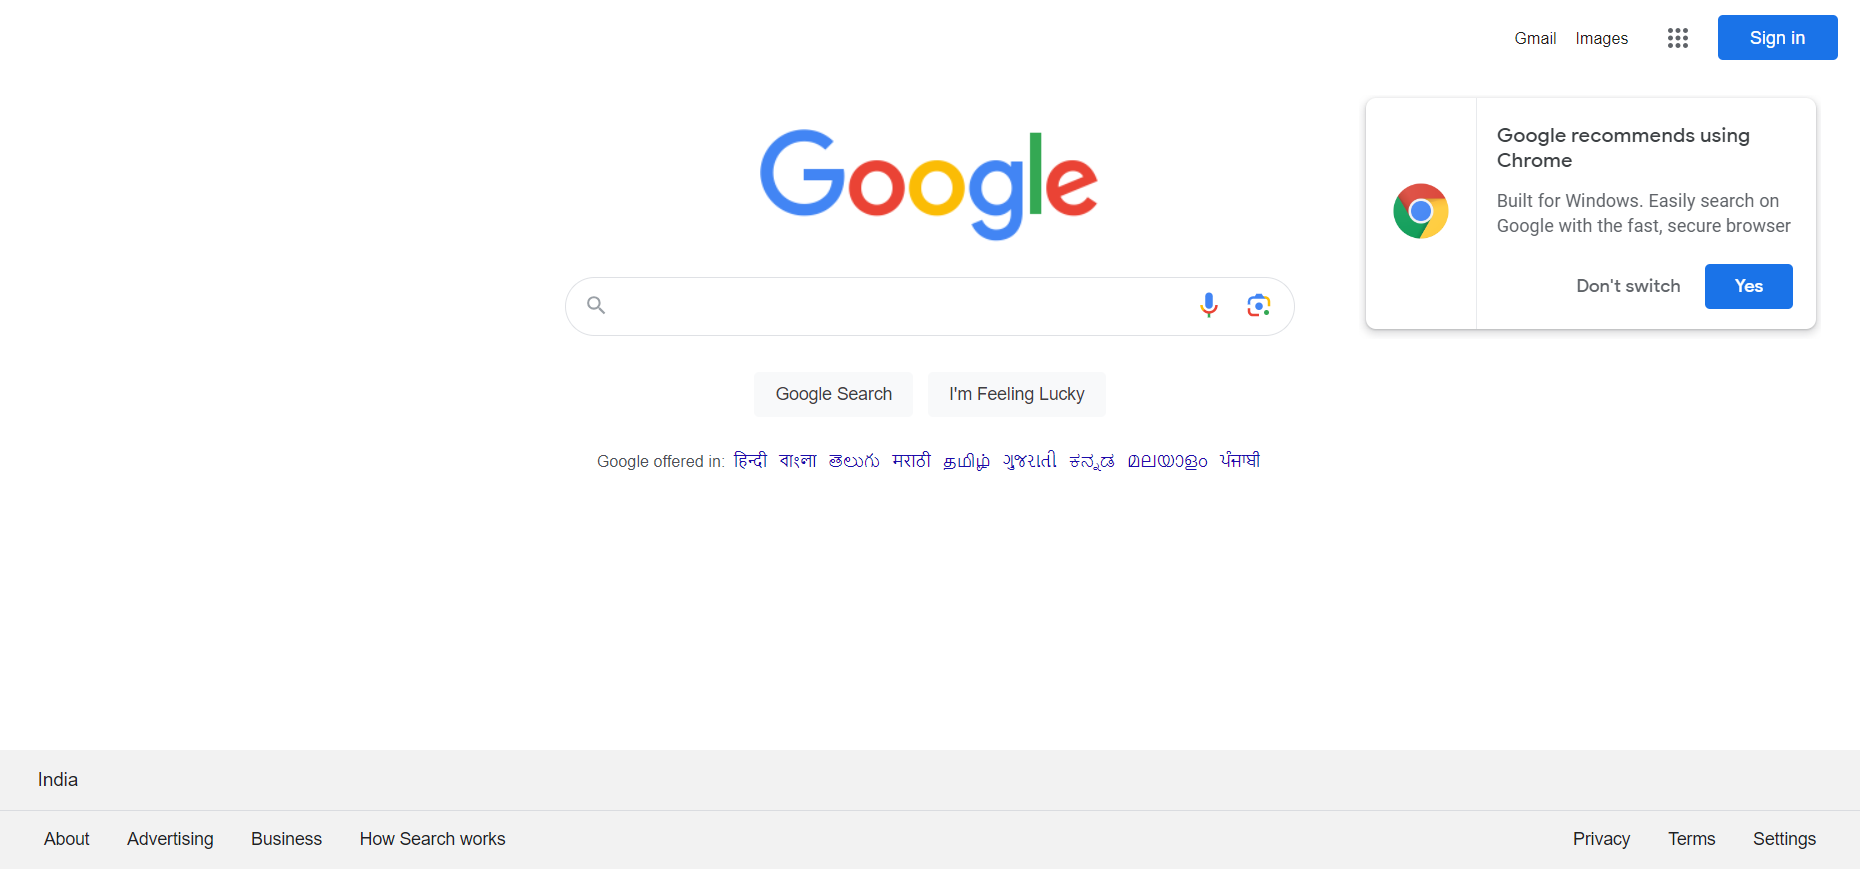 Gmail Images Sign in
Google
Google recommends using
Chrome
Built for Windows. Easily search on
Google with the fast, secure browser
Don't switch Yes
Google Search I'm Feeling Lucky
Google offered in: हिन्दी বাংলা తెలుగు मराठी தமிழ் ગુજરાતી ಕನ್ನಡ മലയാളം ਪੰਜਾਬੀ
India
About Advertising Business How Search works Privacy Terms Settings